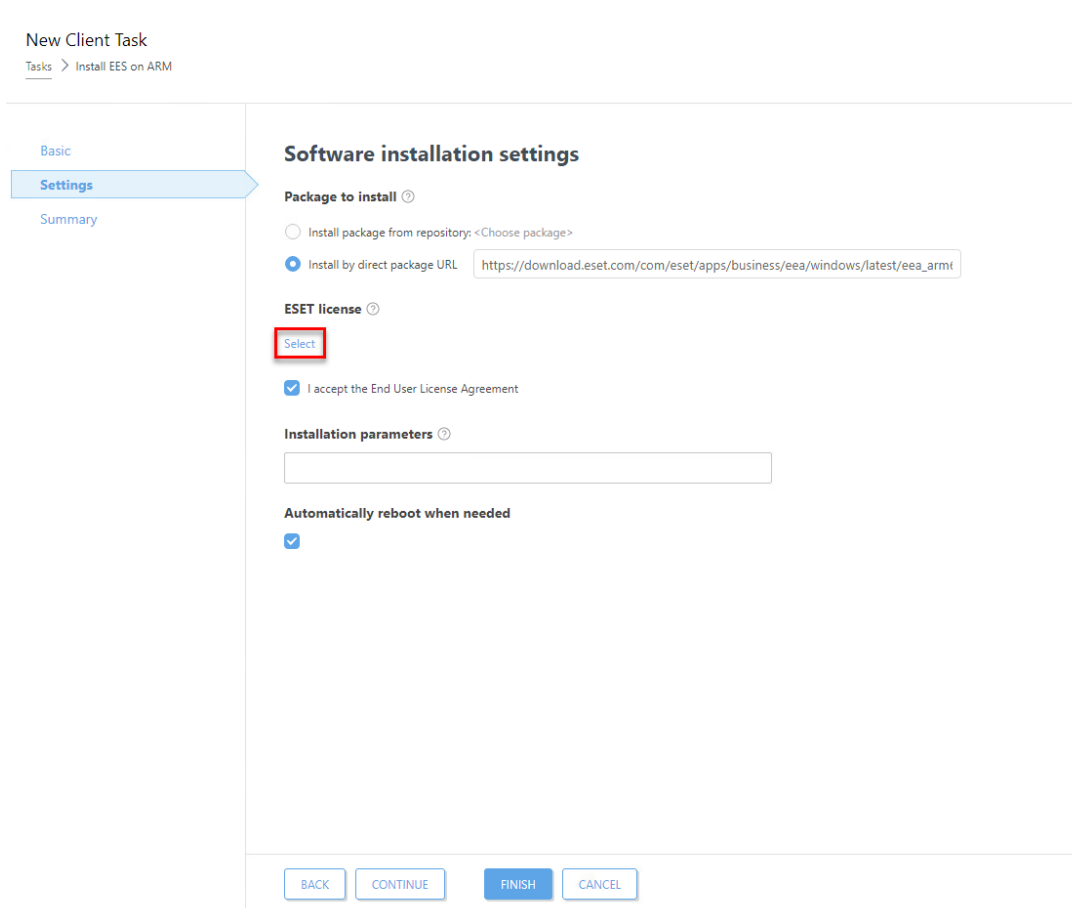 New Client Task
Tasks > Install EES on ARM
Basic
Settings
Summary
Software installation settings
Package to install ?
Install package from repository: <Choose package>
Install by direct package URL https://download.eset.com/com/eset/apps/business/eea/windows/latest/eea_arm
ESET license ?
Select
I accept the End User License Agreement
Installation parameters ?
Automatically reboot when needed
BACK CONTINUE FINISH CANCEL